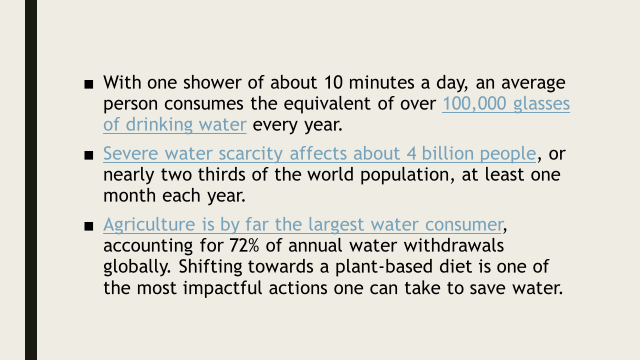 ■ With one shower of about 10 minutes a day, an average
person consumes the equivalent of over 100,000 glasses
of drinking water every year.
■ Severe water scarcity affects about 4 billion people, or
nearly two thirds of the world population, at least one
month each year.
■ Agriculture is by far the largest water consumer,
accounting for 72% of annual water withdrawals
globally. Shifting towards a plant-based diet is one of
the most impactful actions one can take to save water.